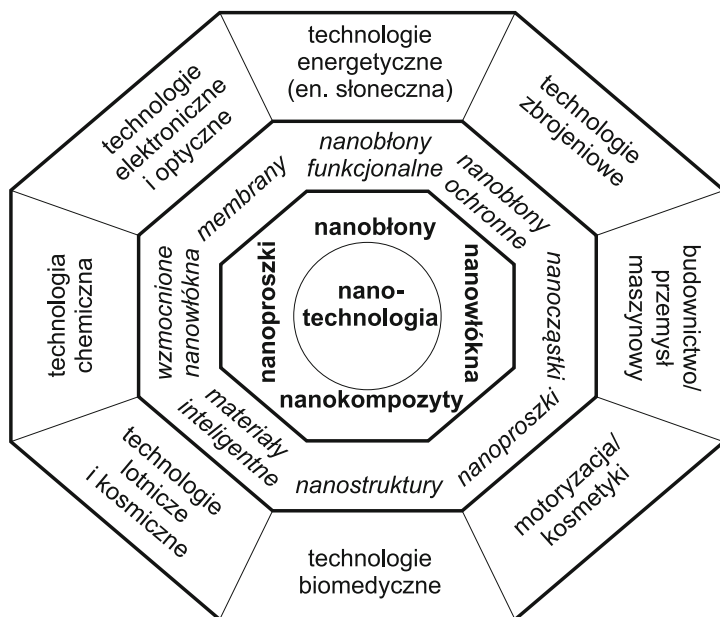 technologie
energetyczne
(en. słoneczna)
technologie
zbrojeniowe
budownictwo/
przemysł
maszynowy
motoryzacja/
kosmetyki
technologie
biomedyczne
technologie
lotnicze
i kosmiczne
technologia
chemiczna
technologie
elektroniczne
i optyczne
nanobłony
funkcjonalne
nanobłony
ochronne
nanocząstki
nanoproszki
nanostruktury
materiały
inteligentne
wzmocnione
nanowłókna
membrany
nanobłony
nanowłókna
nanokompozyty
nanoproszki
nano-
technologia